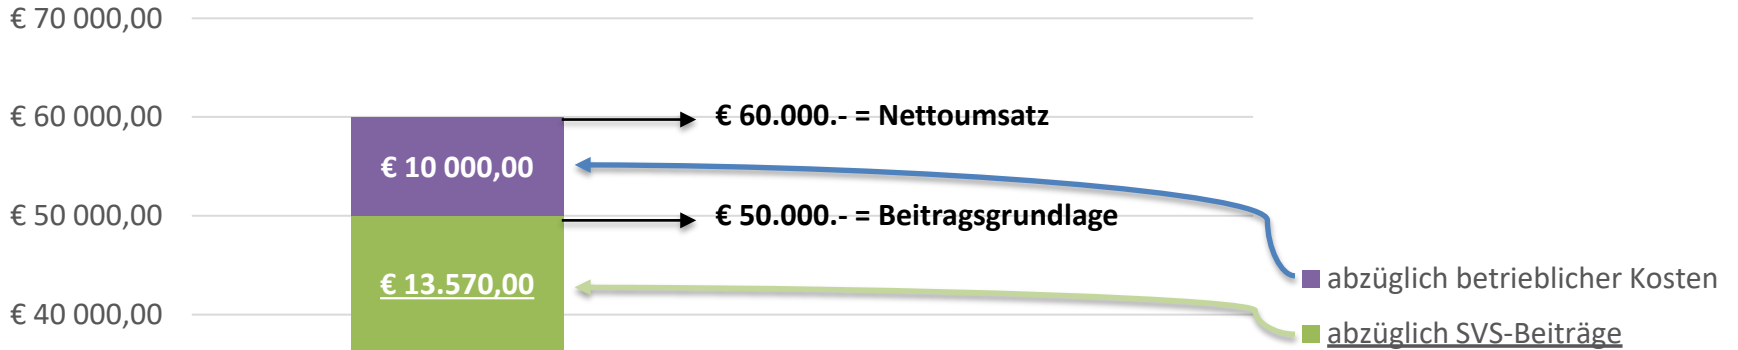 € 70 000,00
€ 60 000,00
€ 60.000.- = Nettoumsatz
€ 10 000,00
€ 50 000,00
€ 50.000.- = Beitragsgrundlage
€ 13.570,00
abzüglich betrieblicher Kosten
€ 40 000,00
abzüglich SVS-Beiträge